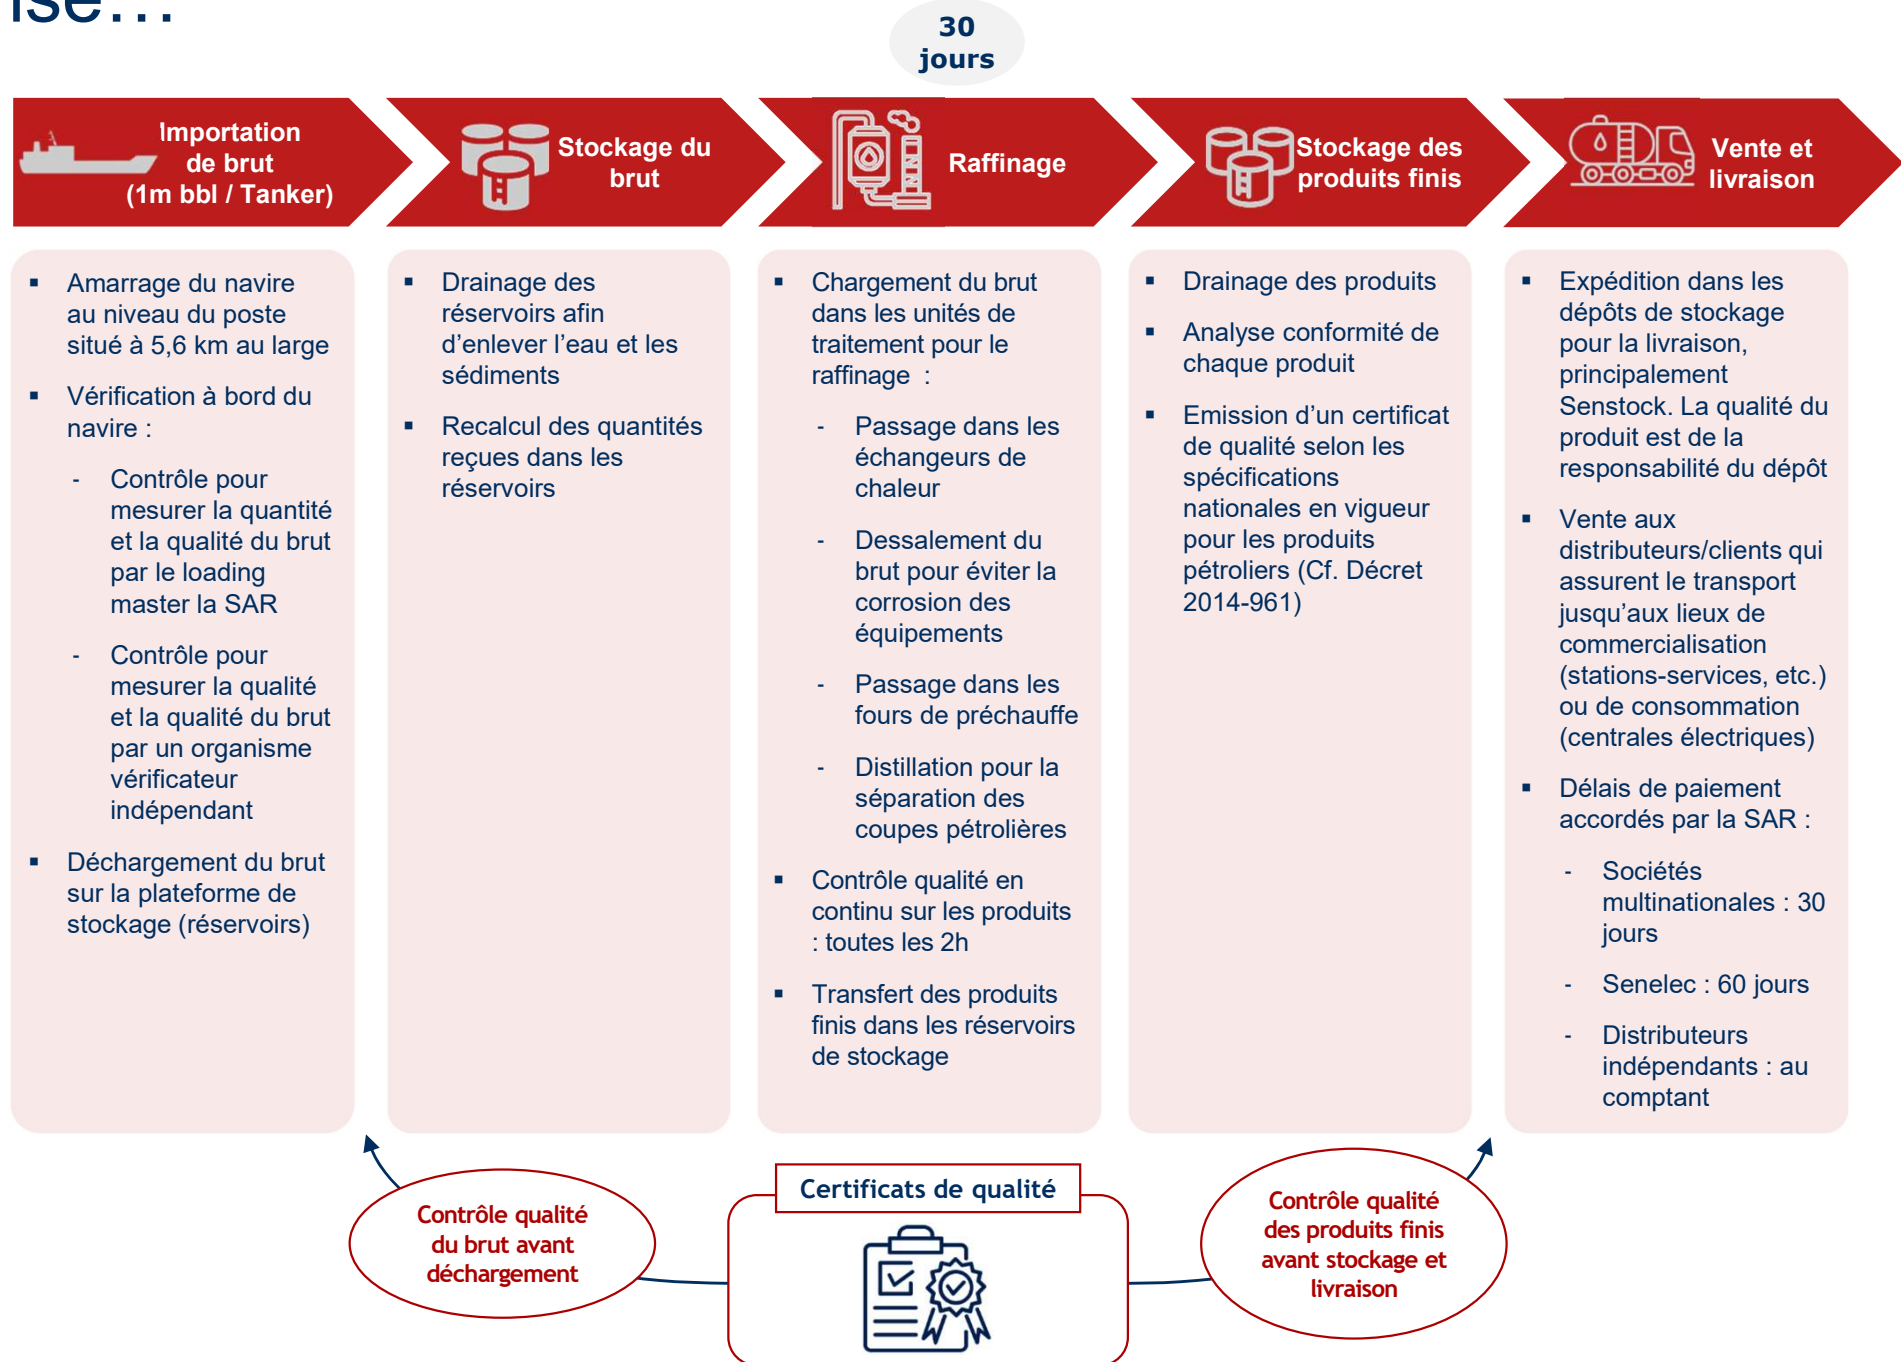 ise…
30
jours
Importation
de brut
(1m bbl / Tanker)
Stockage du
brut
Raffinage
Stockage des
produits finis
Vente et
livraison
▪ Amarrage du navire
au niveau du poste
situé à 5,6 km au large
▪ Vérification à bord du
navire :
- Contrôle pour
mesurer la quantité
et la qualité du brut
par le loading
master la SAR
- Contrôle pour
mesurer la qualité
et la qualité du brut
par un organisme
vérificateur
indépendant
▪ Déchargement du brut
sur la plateforme de
stockage (réservoirs)
▪ Drainage des
réservoirs afin
d’enlever l’eau et les
sédiments
▪ Recalcul des quantités
reçues dans les
réservoirs
▪ Chargement du brut
dans les unités de
traitement pour le
raffinage :
- Passage dans les
échangeurs de
chaleur
- Dessalement du
brut pour éviter la
corrosion des
équipements
- Passage dans les
fours de préchauffe
- Distillation pour la
séparation des
coupes pétrolières
▪ Contrôle qualité en
continu sur les produits
: toutes les 2h
▪ Transfert des produits
finis dans les réservoirs
de stockage
▪ Drainage des produits
▪ Analyse conformité de
chaque produit
▪ Emission d’un certificat
de qualité selon les
spécifications
nationales en vigueur
pour les produits
pétroliers (Cf. Décret
2014-961)
▪ Expédition dans les
dépôts de stockage
pour la livraison,
principalement
Senstock. La qualité du
produit est de la
responsabilité du dépôt
▪ Vente aux
distributeurs/clients qui
assurent le transport
jusqu’aux lieux de
commercialisation
(stations-services, etc.)
ou de consommation
(centrales électriques)
▪ Délais de paiement
accordés par la SAR :
- Sociétés
multinationales : 30
jours
- Senelec : 60 jours
- Distributeurs
indépendants : au
comptant
Contrôle qualité
du brut avant
déchargement
Certificats de qualité
Contrôle qualité
des produits finis
avant stockage et
livraison